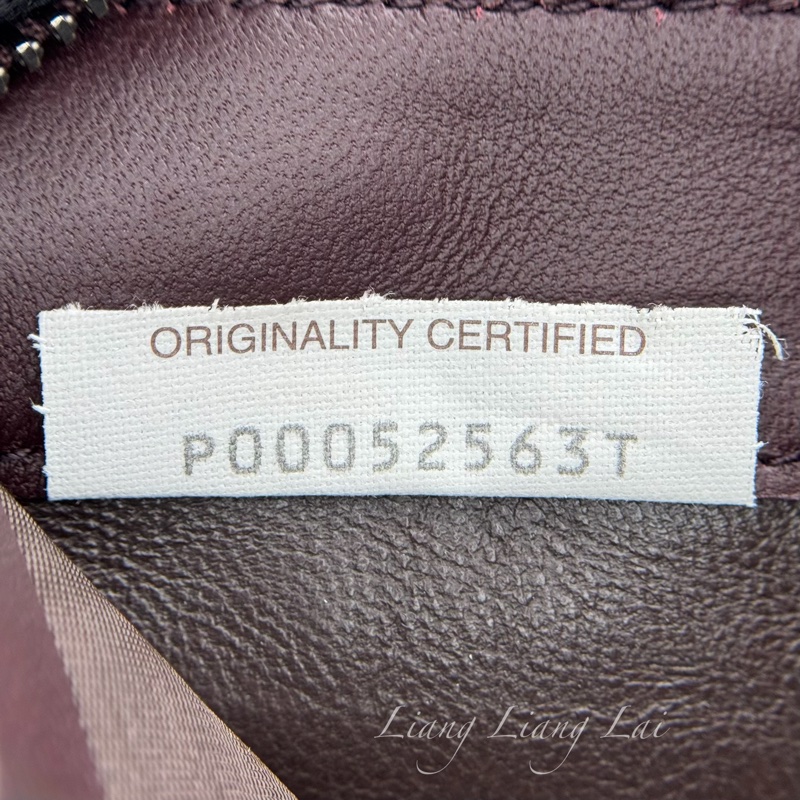 ORIGINALITY CERTIFIED
P00052563T
Liang Liang Lai